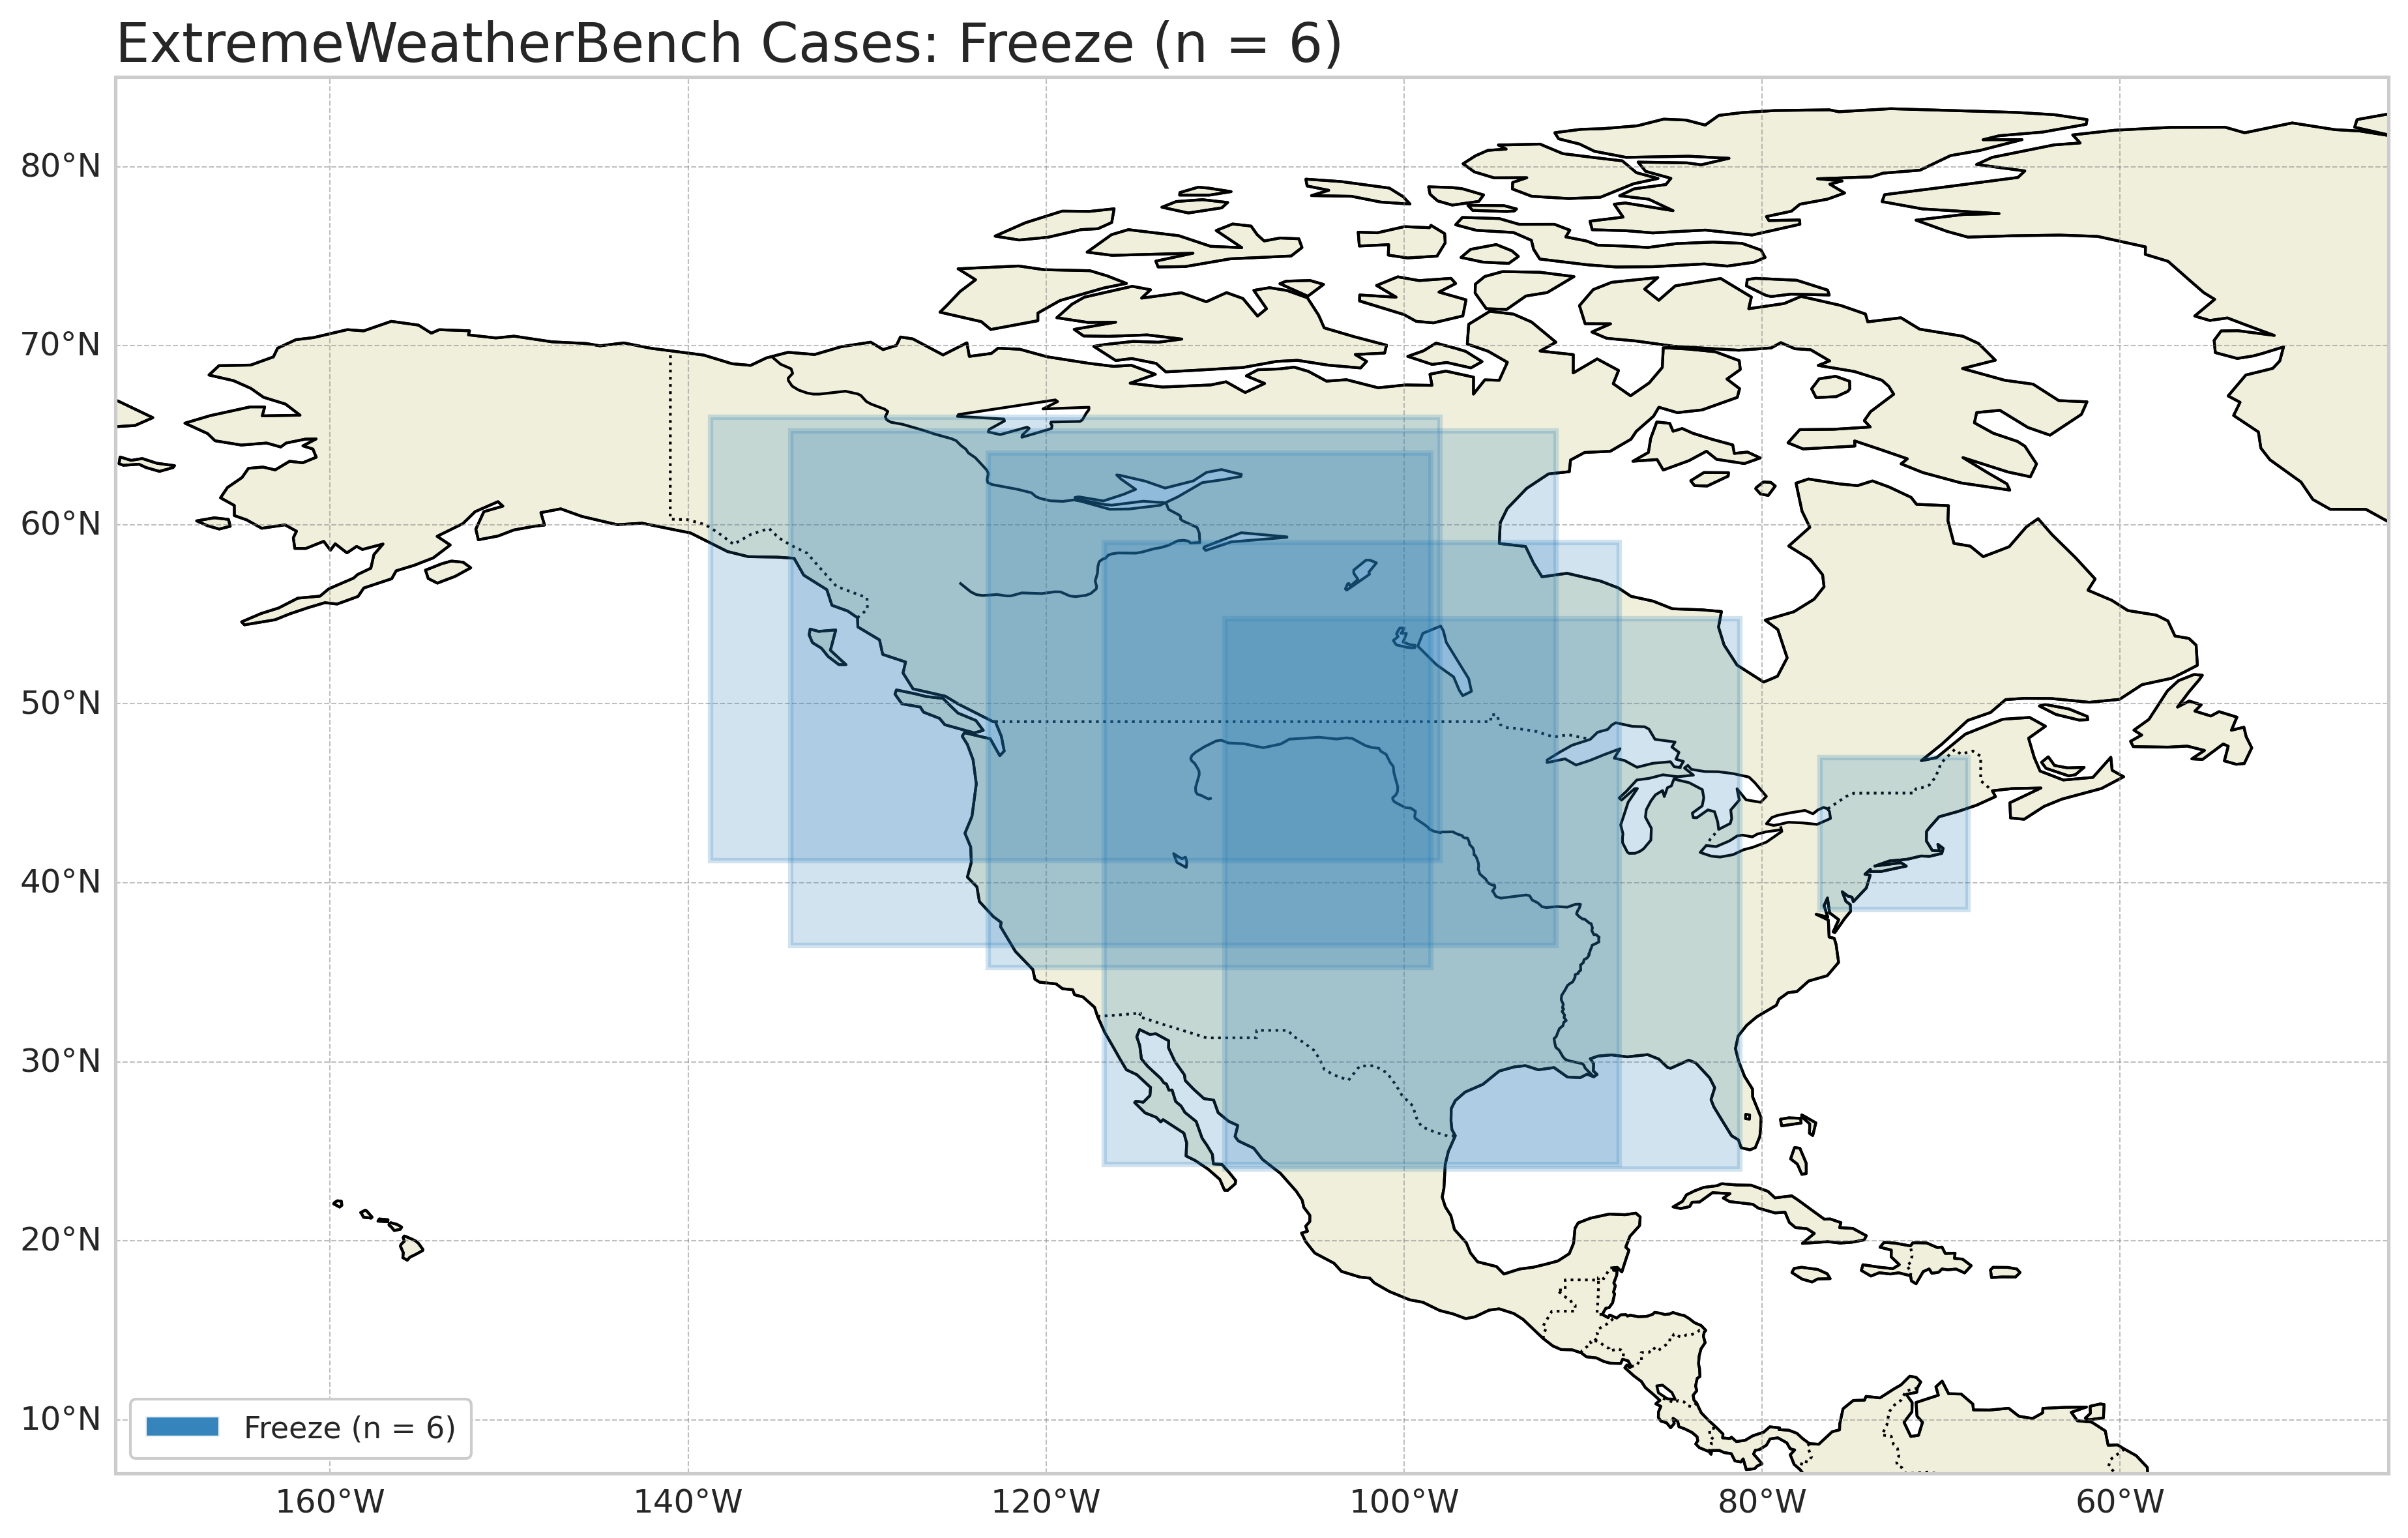 ExtremeWeatherBench Cases: Freeze (n = 6)
80°N
70°N
60°N
50°N
40°N
30°N
20°N
10°N
Freeze (n = 6)
160°W 140°W 120°W 100°W 80°W 60°W